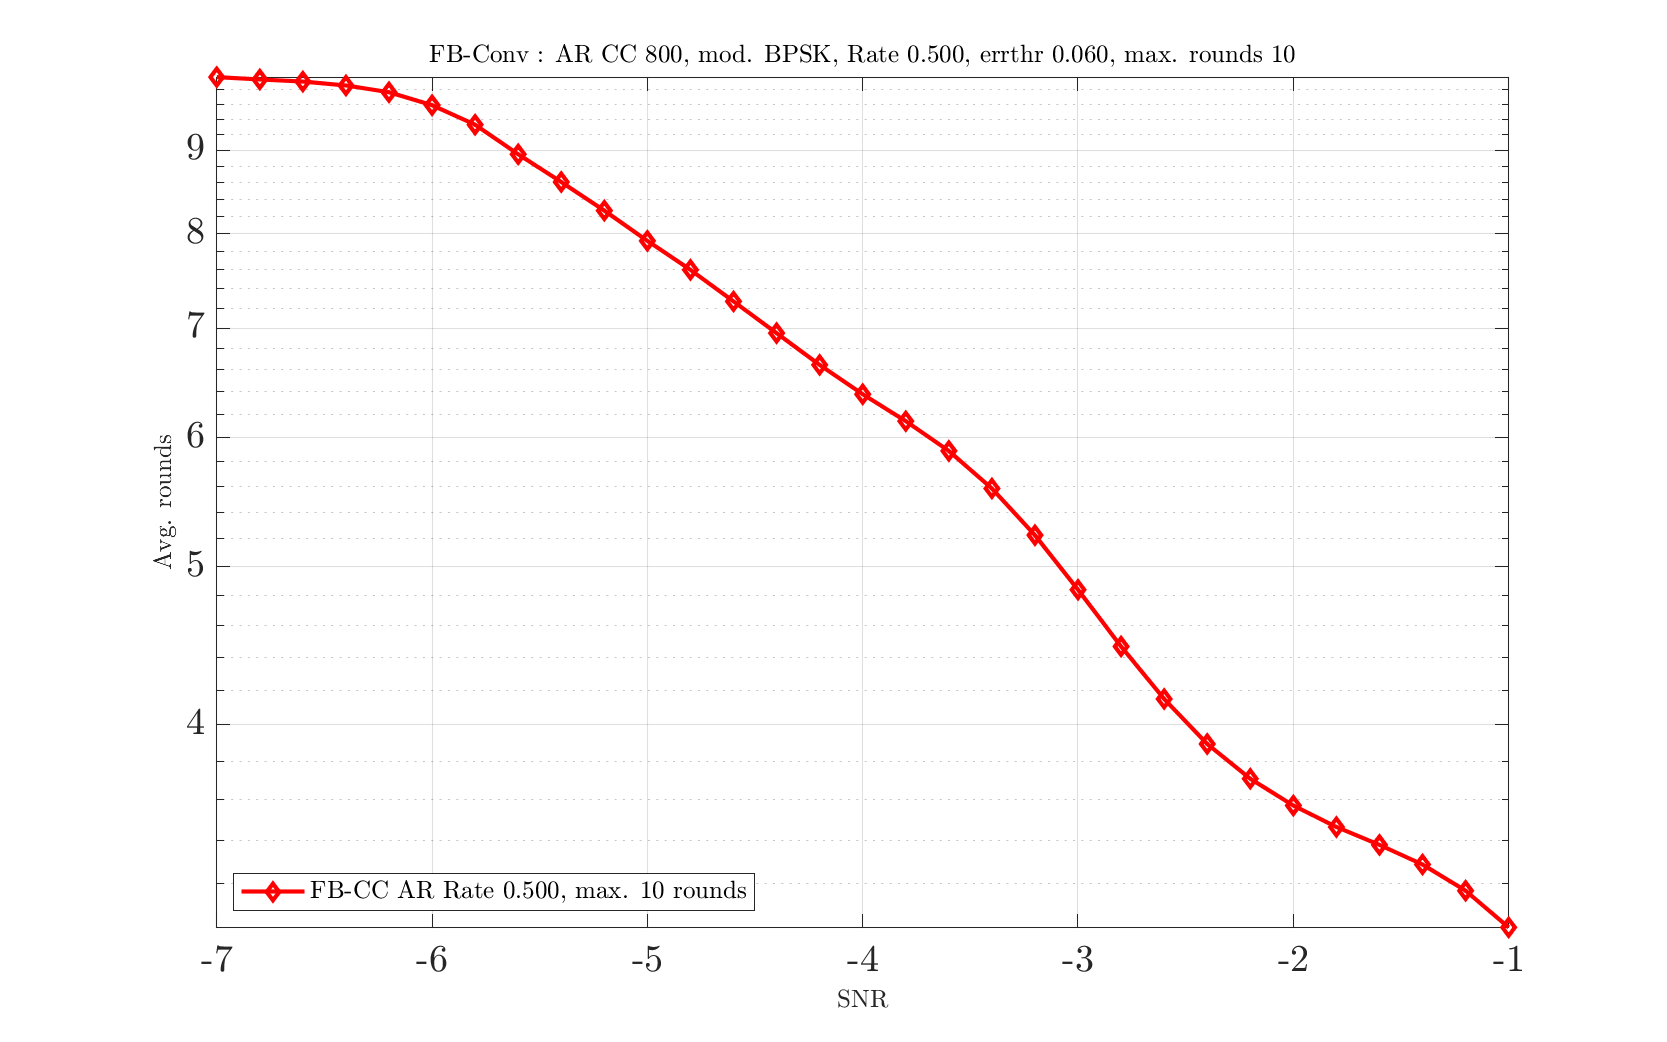 FB-Conv : AR CC 800, mod. BPSK, Rate 0.500, errthr 0.060, max. rounds 10
9
8
7
6
5
4
Avg. rounds
FB-CC AR Rate 0.500, max. 10 rounds
-7 -6 -5 -4 -3 -2 -1
SNR